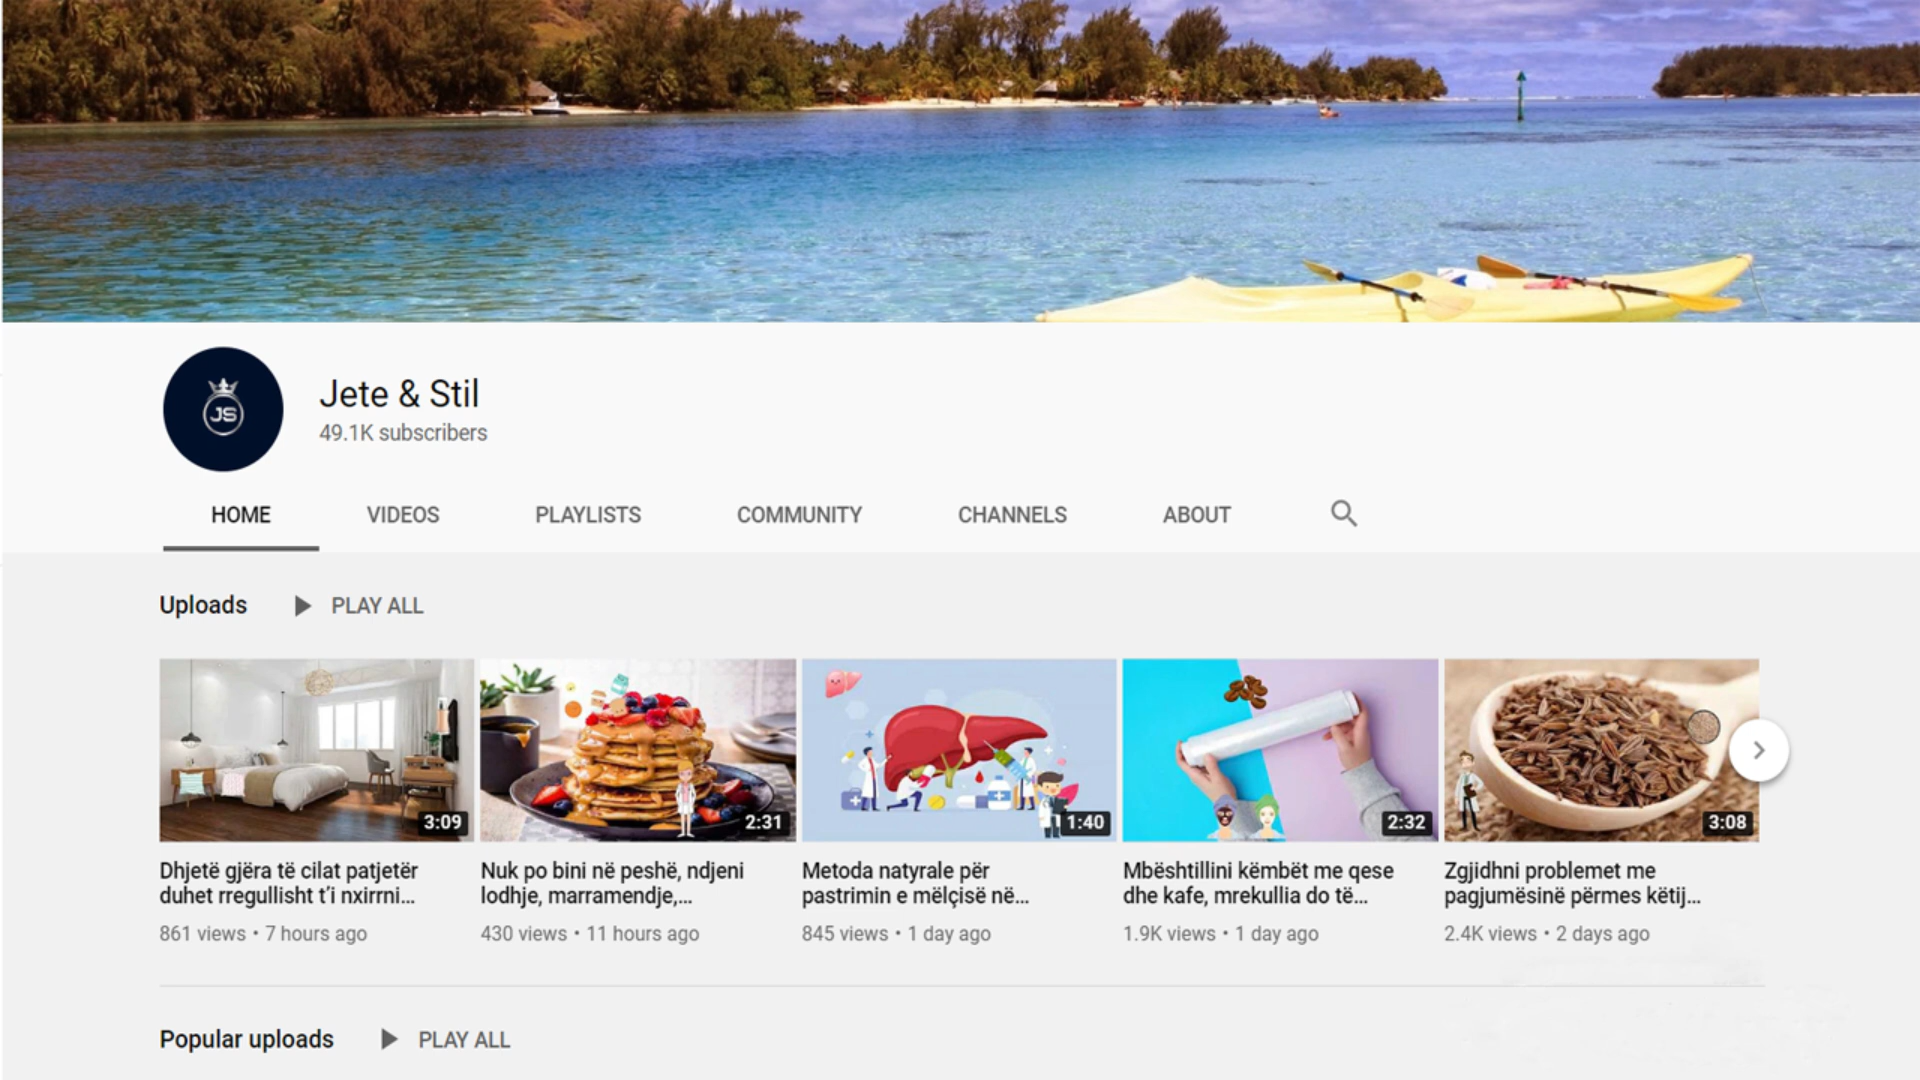 JS
Jete & Stil
49.1K subscribers
HOME VIDEOS PLAYLISTS COMMUNITY CHANNELS ABOUT
Uploads PLAY ALL
3:09 2:31 1:40 2:32 3:08
Dhjetë gjëra të cilat patjetër
duhet rregullisht t'i nxirrni...
861 views • 7 hours ago
Nuk po bini në peshë, ndjeni
lodhje, marramendje,...
430 views • 11 hours ago
Metoda natyrale për
pastrimin e mëlçisë në...
845 views • 1 day ago
Mbështillini këmbët me qese
dhe kafe, mrekullia do të...
1.9K views • 1 day ago
Zgjidhni problemet me
pagjumësinë përmes këtij...
2.4K views • 2 days ago
Popular uploads PLAY ALL